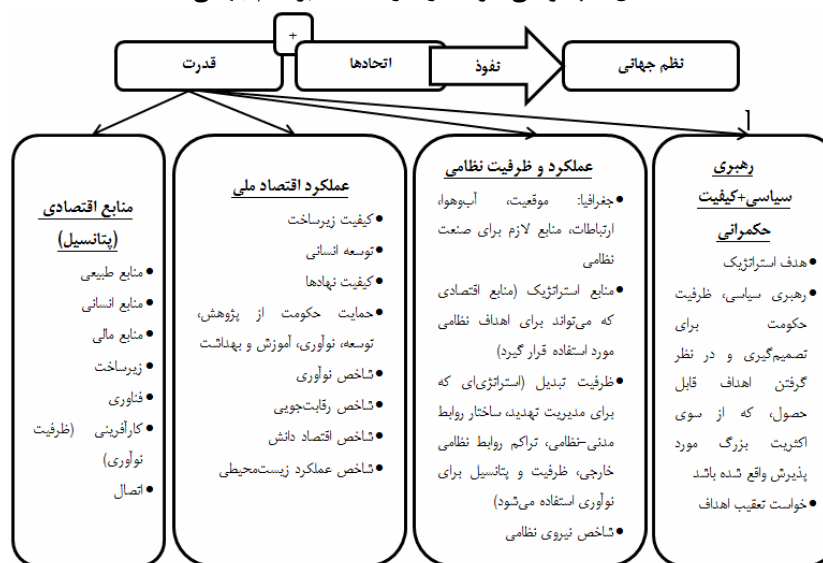 +
قدرت
اتحادها
نفوذ
نظم جهانی
رهبری
سیاسی+کیفیت
حکمرانی
●هدف استراتژیک
●رهبری سیاسی، ظرفیت
حکومت برای
تصمیم‌گیری و در نظر
گرفتن اهداف قابل
حصول، که از سوی
اکثریت بزرگ مورد
پذیرش واقع شده باشد
●خواست تعقیب اهداف
عملکرد و ظرفیت نظامی
●جغرافیا: موقعیت، آب‌وهوا،
ارتباطات، منابع لازم برای صنعت
نظامی
●منابع استراتژیک (منابع اقتصادی
که می‌تواند برای اهداف نظامی
مورد استفاده قرار گیرد)
●ظرفیت تبدیل (استراتژی‌ای که
برای مدیریت تهدید، ساختار روابط
مدنی-نظامی، تراکم روابط نظامی
خارجی، ظرفیت و پتانسیل برای
نوآوری استفاده می‌شود)
●شاخص نیروی نظامی
عملکرد اقتصاد ملی
●کیفیت زیرساخت
●توسعه انسانی
●کیفیت نهادها
●حمایت حکومت از پژوهش،
توسعه، نوآوری، آموزش و بهداشت
●شاخص نوآوری
●شاخص رقابت‌جویی
●شاخص اقتصاد دانش
●شاخص عملکرد زیست‌محیطی
منابع اقتصادی
(پتانسیل)
●منابع طبیعی
●منابع انسانی
●منابع مالی
●زیرساخت
●فناوری
●کارآفرینی (ظرفیت
نوآوری)
●اتصال